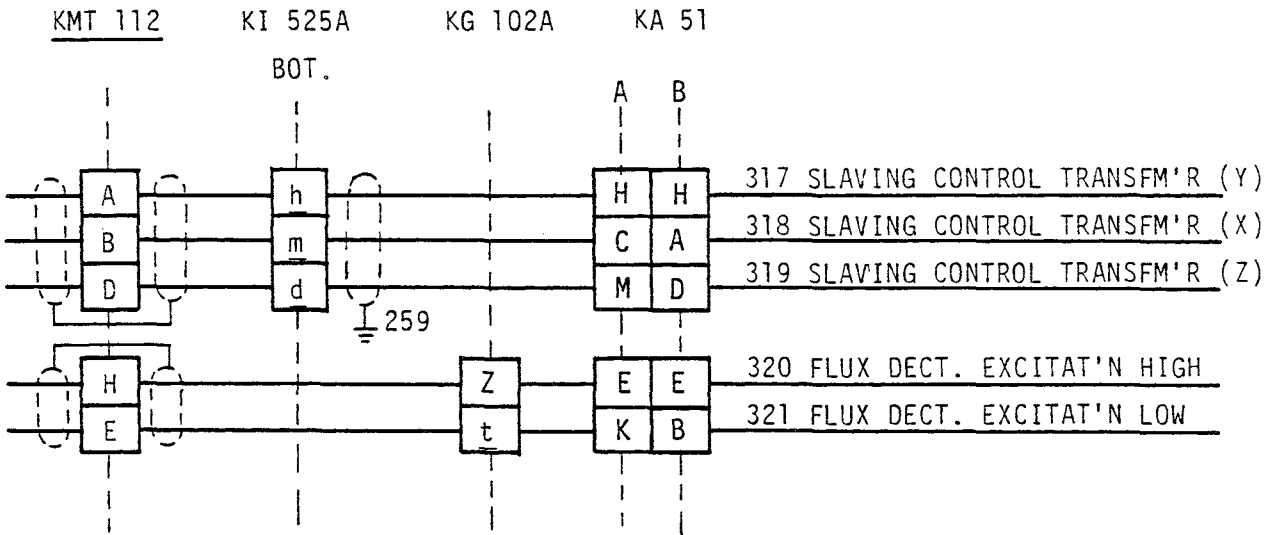 KMT 112 KI 525A KG 102A KA 51
BOT.
A B
A h H H 317 SLAVING CONTROL TRANSFM'R (Y)
B m C A 318 SLAVING CONTROL TRANSFM'R (X)
D d M D 319 SLAVING CONTROL TRANSFM'R (Z)
259
H Z E E 320 FLUX DECT. EXCITAT'N HIGH
E t K B 321 FLUX DECT. EXCITAT'N LOW